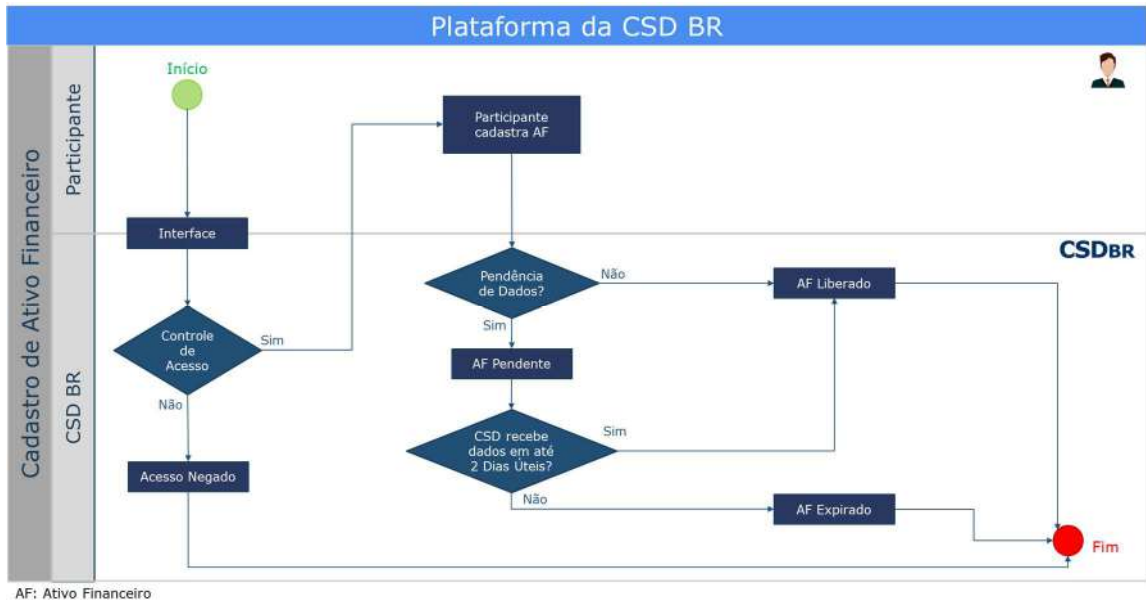 Plataforma da CSD BR
Cadastro de Ativo Financeiro
Participante
CSD BR
Início
Participante
cadastra AF
Interface
CSDBR
Pendência
de Dados?
Não
AF Liberado
Controle
de
Acesso
Sim
Sim
AF Pendente
Não
CSD recebe
dados em até
2 Dias Úteis?
Sim
Acesso Negado
Não
AF Expirado
Fim
AF: Ativo Financeiro